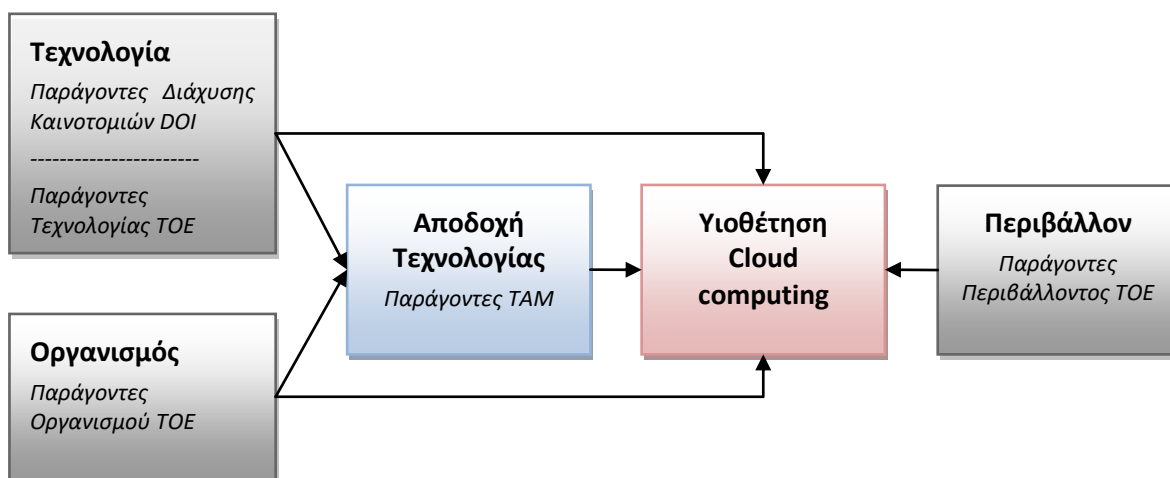 Τεχνολογία
Παράγοντες Διάχυσης
Καινοτομιών DOI
-----------------------
Παράγοντες
Τεχνολογίας TOE
Αποδοχή
Τεχνολογίας
Παράγοντες TAM
Υιοθέτηση
Cloud
computing
Περιβάλλον
Παράγοντες
Περιβάλλοντος TOE
Οργανισμός
Παράγοντες
Οργανισμού TOE